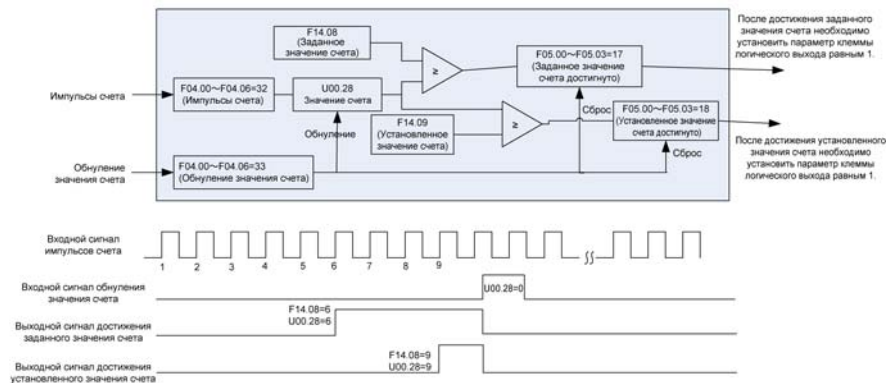 F14.08
(Заданное
значение счета)
После достижения заданного
значения счета необходимо
установить параметр клеммы
логического выхода равным 1.
≥
F05.00～F05.03=17
(Заданное значение
счета достигнуто)
Импульсы счета
F04.00～F04.06=32
(Импульсы счета)
U00.28
Значение счета
Обнуление
F14.09
(Установленное
значение счета)
≥
Сброс
F05.00～F05.03=18
(Установленное значение
счета достигнуто)
Сброс
После достижения установленного
значения счета необходимо
установить параметр клеммы
логического выхода равным 1.
Обнуление
значения счета
F04.00～F04.06=33
(Обнуление значения счета)
Входной сигнал
импульсов счета
1 2 3 4 5 6 7 8 9
Входной сигнал обнуления
значения счета
U00.28=0
Выходной сигнал достижения
заданного значения счета
F14.08=6
U00.28=6
Выходной сигнал достижения
установленного значения счета
F14.08=9
U00.28=9